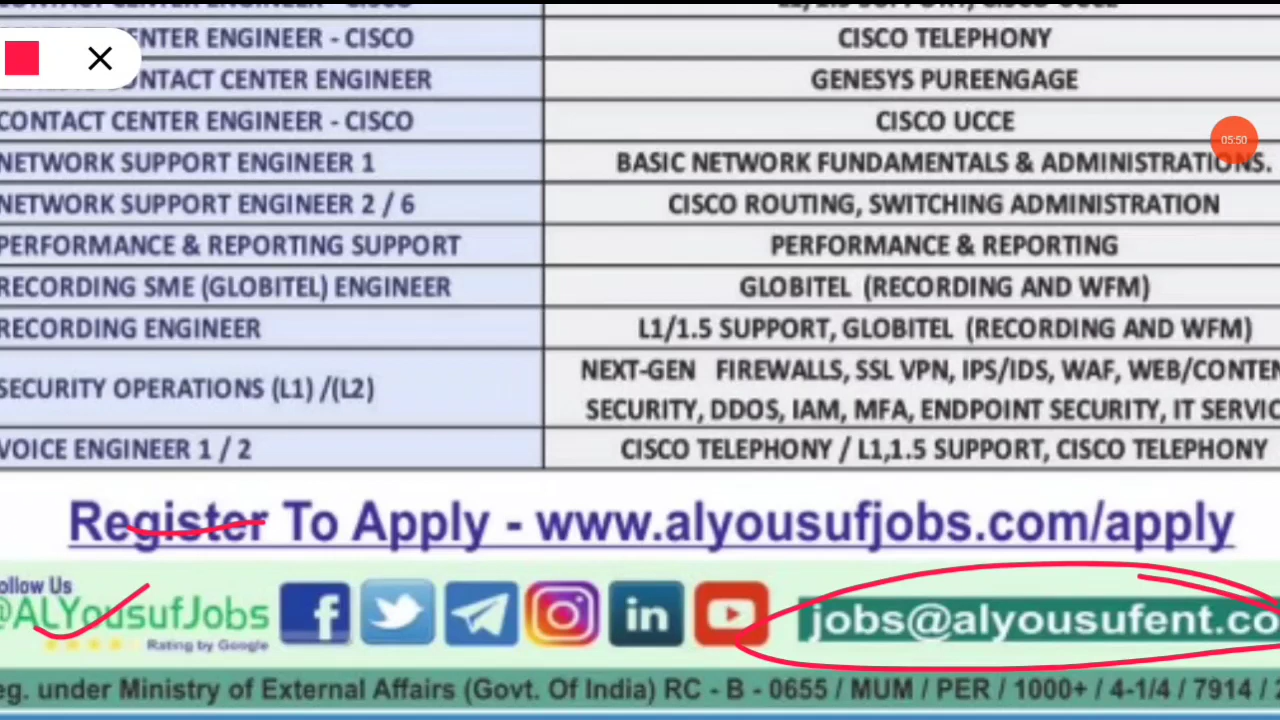 ENTER ENGINEER - CISCO CISCO TELEPHONY
CONTACT CENTER ENGINEER GENESYS PUREENGAGE
CONTACT CENTER ENGINEER - CISCO CISCO UCCE
05:50
NETWORK SUPPORT ENGINEER 1 BASIC NETWORK FUNDAMENTALS & ADMINISTRATIONS.
NETWORK SUPPORT ENGINEER 2 / 6 CISCO ROUTING, SWITCHING ADMINISTRATION
PERFORMANCE & REPORTING SUPPORT PERFORMANCE & REPORTING
RECORDING SME (GLOBITEL) ENGINEER GLOBITEL (RECORDING AND WFM)
RECORDING ENGINEER L1/1.5 SUPPORT, GLOBITEL (RECORDING AND WFM)
SECURITY OPERATIONS (L1) /(L2) NEXT-GEN FIREWALLS, SSL VPN, IPS/IDS, WAF, WEB/CONTEN
SECURITY, DDOS, IAM, MFA, ENDPOINT SECURITY, IT SERVIC
VOICE ENGINEER 1 / 2 CISCO TELEPHONY / L1,1.5 SUPPORT, CISCO TELEPHONY
Register To Apply - www.alyousufjobs.com/apply
ollow Us
@ALYousufJobs
Rating by Google
jobs@alyousufent.co
eg. under Ministry of External Affairs (Govt. Of India) RC - B - 0655 / MUM / PER / 1000+ / 4-1/4 / 7914 /